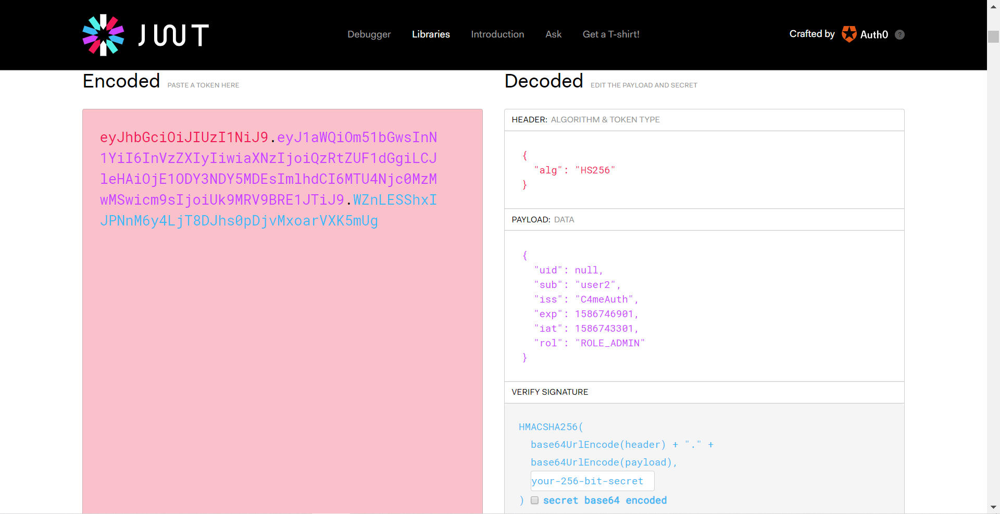 JWT
Debugger Libraries Introduction Ask Get a T-shirt!
Crafted by Auth0 ?
Encoded PASTE A TOKEN HERE
eyJhbGciOiJIUzI1NiJ9.eyJ1aWQiOm51bGwsInN
1YiI6InVzZXIyIiwiaXNzIjoiQzRtZUF1dGgiLCJ
leHAiOjE1ODY3NDY5MDEsImlhdCI6MTU4Njc0MzM
wMSwicm9sIjoiUk9MRV9BRE1JTiJ9.WZnLESShxI
JPNnM6y4LjT8DJhs0pDjvMxoarVXK5mUg
Decoded EDIT THE PAYLOAD AND SECRET
HEADER: ALGORITHM & TOKEN TYPE
{
"alg": "HS256"
}
PAYLOAD: DATA
{
"uid": null,
"sub": "user2",
"iss": "C4meAuth",
"exp": 1586746901,
"iat": 1586743301,
"rol": "ROLE_ADMIN"
}
VERIFY SIGNATURE
HMACSHA256(
base64UrlEncode(header) + "." +
base64UrlEncode(payload),
your-256-bit-secret
) secret base64 encoded